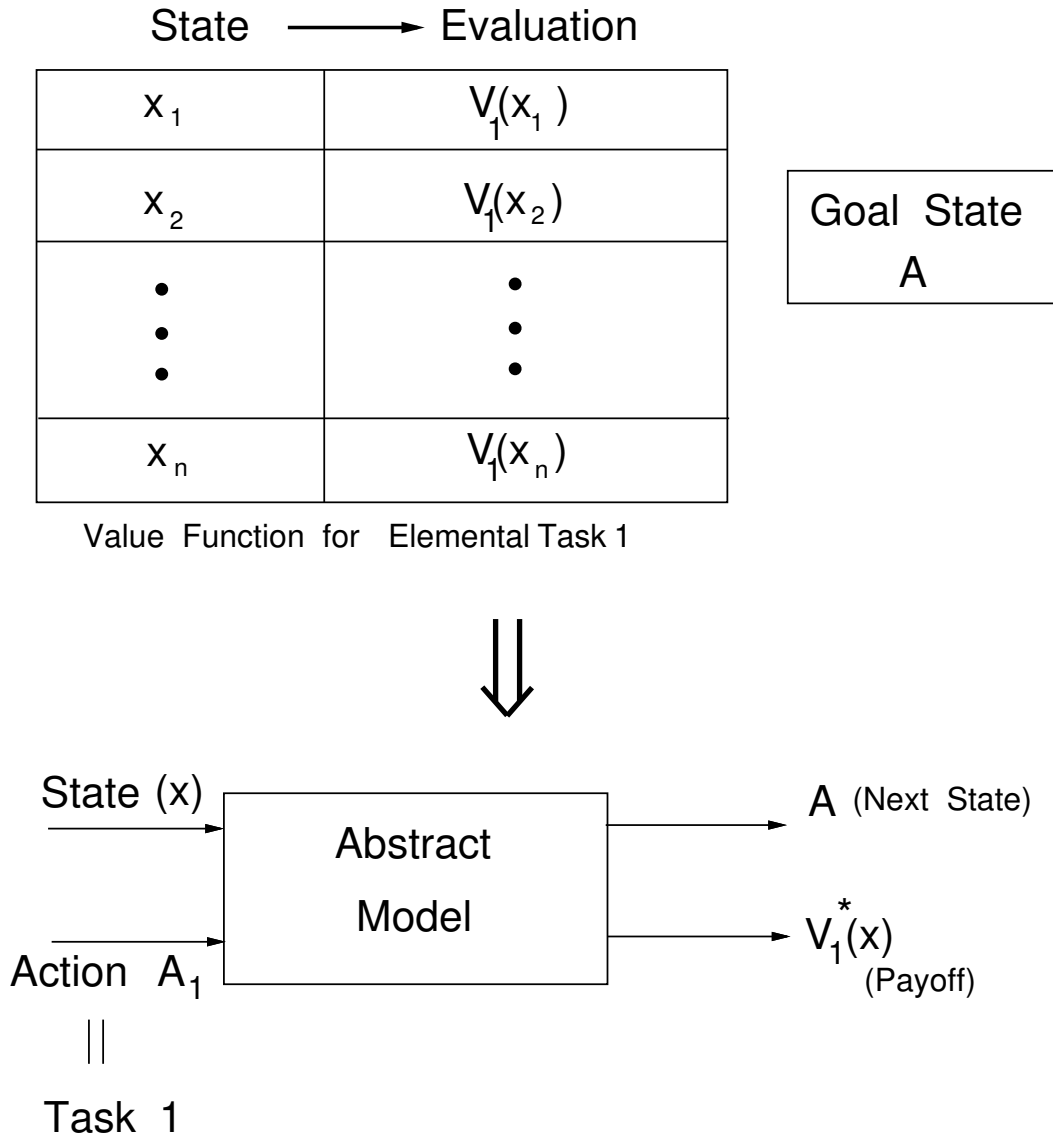 State Evaluation
x₁ V₁(x₁)
x₂ V₁(x₂)
xₙ V₁(xₙ)
Goal State
A
Value Function for Elemental Task 1
State (x)
Action A₁
Task 1
Abstract
Model
A (Next State)
V₁*(x)
(Payoff)